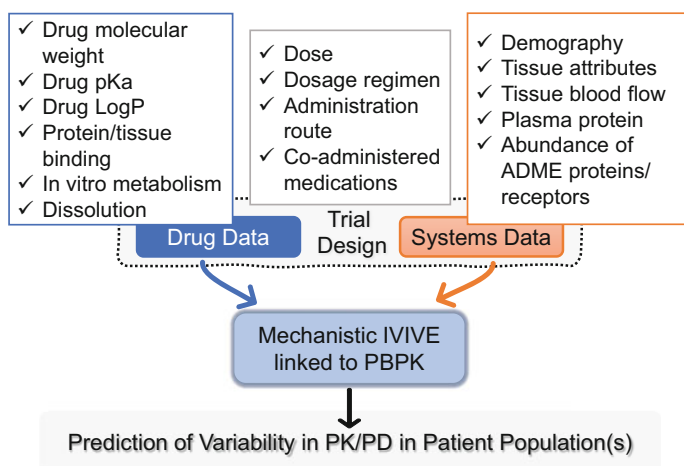 ✓ Drug molecular
weight
✓ Drug pKa
✓ Drug LogP
✓ Protein/tissue
binding
✓ In vitro metabolism
✓ Dissolution
✓ Dose
✓ Dosage regimen
✓ Administration
route
✓ Co-administered
medications
✓ Demography
✓ Tissue attributes
✓ Tissue blood flow
✓ Plasma protein
✓ Abundance of
ADME proteins/
receptors
Drug Data
Trial
Design
Systems Data
Mechanistic IVIVE
linked to PBPK
Prediction of Variability in PK/PD in Patient Population(s)